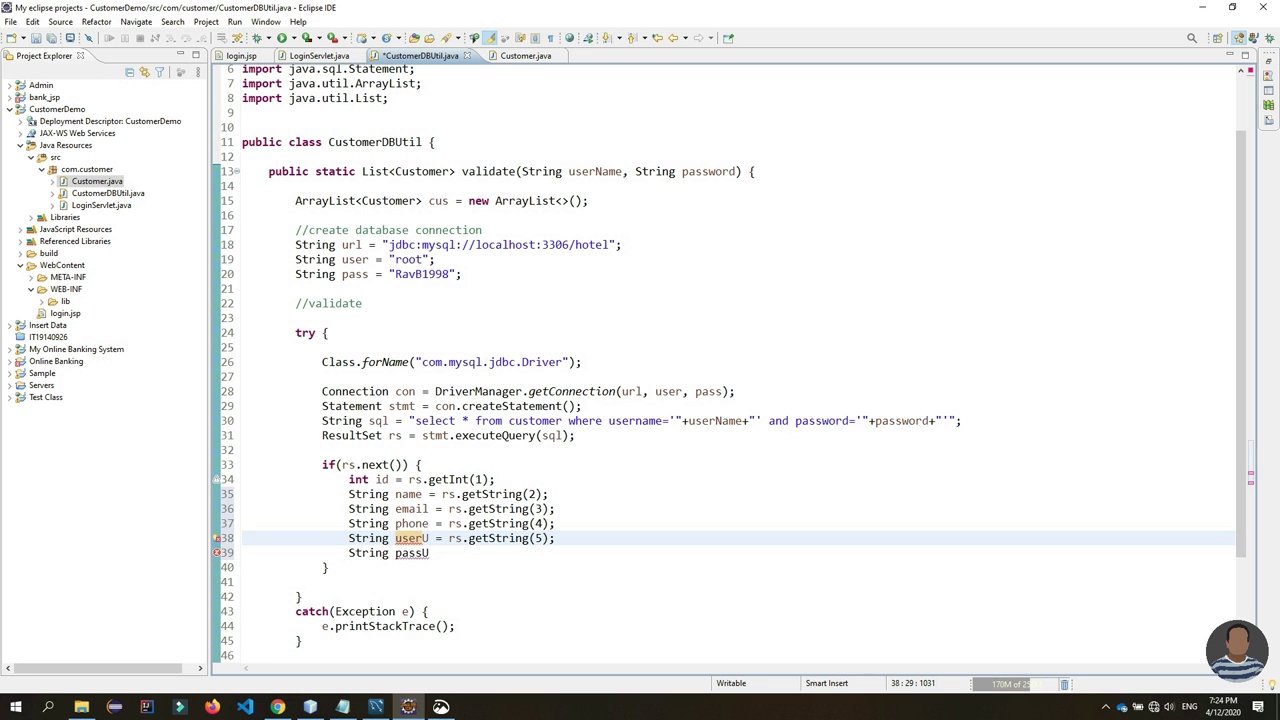 My eclipse projects - CustomerDemo/src/com/customer/CustomerDBUtil.java - Eclipse IDE
File Edit Source Refactor Navigate Search Project Run Window Help
Project Explorer
login.jsp LoginServlet.java *CustomerDBUtil.java Customer.java
Admin
bank_jsp
CustomerDemo
Deployment Descriptor: CustomerDemo
JAX-WS Web Services
Java Resources
src
com.customer
Customer.java
CustomerDBUtil.java
LoginServlet.java
Libraries
JavaScript Resources
Referenced Libraries
build
WebContent
META-INF
WEB-INF
lib
login.jsp
Insert Data
IT19140926
My Online Banking System
Online Banking
Sample
Servers
Test Class
6 import java.sql.Statement;
7 import java.util.ArrayList;
8 import java.util.List;
9
10
11 public class CustomerDBUtil {
12
13 public static List<Customer> validate(String userName, String password) {
14
15 ArrayList<Customer> cus = new ArrayList<>();
16
17 //create database connection
18 String url = "jdbc:mysql://localhost:3306/hotel";
19 String user = "root";
20 String pass = "RavB1998";
21
22 //validate
23
24 try {
25
26 Class.forName("com.mysql.jdbc.Driver");
27
28 Connection con = DriverManager.getConnection(url, user, pass);
29 Statement stmt = con.createStatement();
30 String sql = "select * from customer where username='"+userName+"' and password='"+password+"'";
31 ResultSet rs = stmt.executeQuery(sql);
32
33 if(rs.next()) {
34 int id = rs.getInt(1);
35 String name = rs.getString(2);
36 String email = rs.getString(3);
37 String phone = rs.getString(4);
38 String userU = rs.getString(5);
39 String passU
40 }
41
42 }
43 catch(Exception e) {
44 e.printStackTrace();
45 }
46
Writable Smart Insert 38 : 29 : 1031
ENG 7:24 PM
4/12/2020